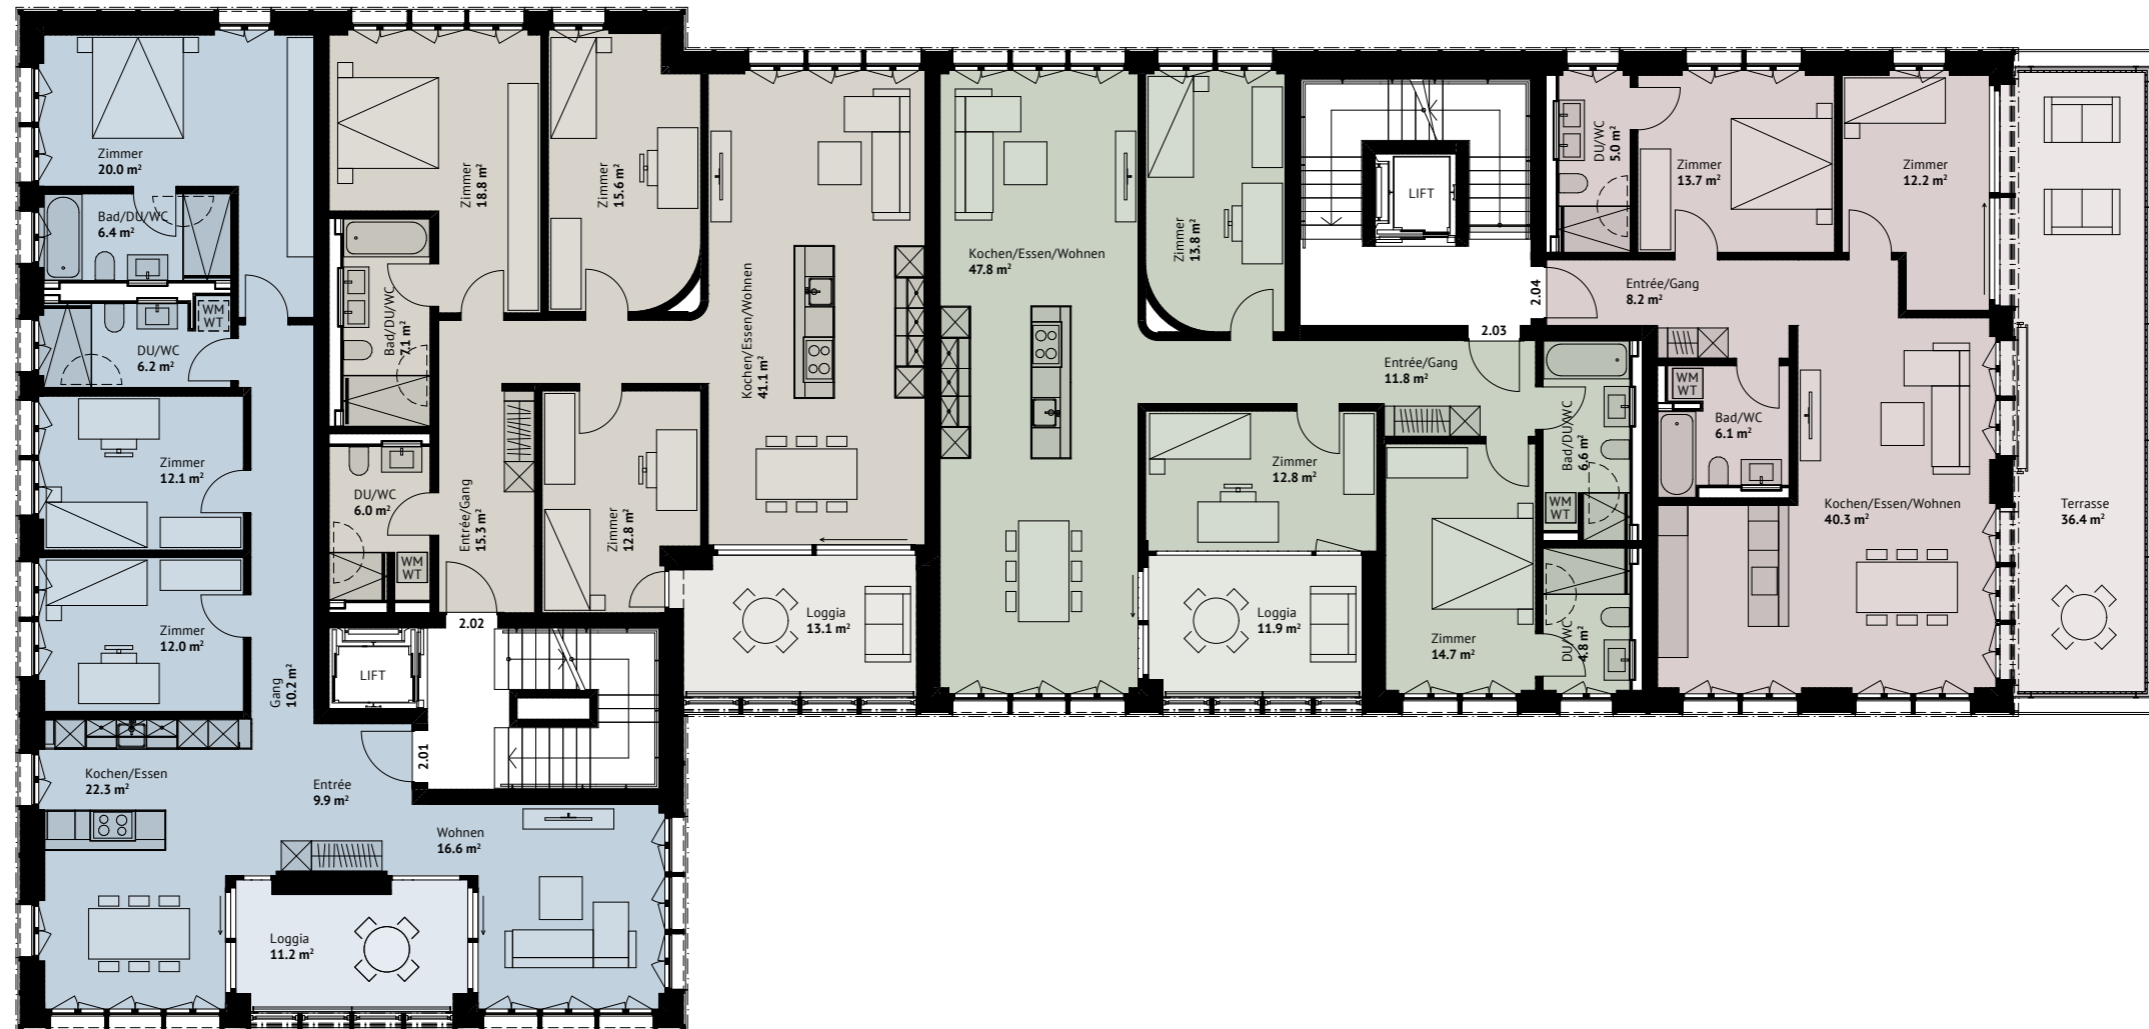 Zimmer
20.0 m²
Bad/DU/WC
6.4 m²
WM
WT
DU/WC
6.2 m²
Zimmer
12.1 m²
Zimmer
12.0 m²
Gang
10.2 m²
Kochen/Essen
22.3 m²
Entrée
9.9 m²
Wohnen
16.6 m²
Loggia
11.2 m²
2.01
Zimmer
18.8 m²
Zimmer
15.6 m²
Bad/DU/WC
7.1 m²
Kochen/Essen/Wohnen
41.1 m²
DU/WC
6.0 m²
WM
WT
Entrée/Gang
15.3 m²
Zimmer
12.8 m²
Loggia
13.1 m²
2.02
LIFT
Kochen/Essen/Wohnen
47.8 m²
Zimmer
13.8 m²
Entrée/Gang
11.8 m²
Zimmer
12.8 m²
Loggia
11.9 m²
Zimmer
14.7 m²
Bad/DU/WC
6.6 m²
WM
WT
DU/WC
4.8 m²
2.03
LIFT
2.04
DU/WC
5.0 m²
Zimmer
13.7 m²
Zimmer
12.2 m²
Entrée/Gang
8.2 m²
WM
WT
Bad/WC
6.1 m²
Kochen/Essen/Wohnen
40.3 m²
Terrasse
36.4 m²